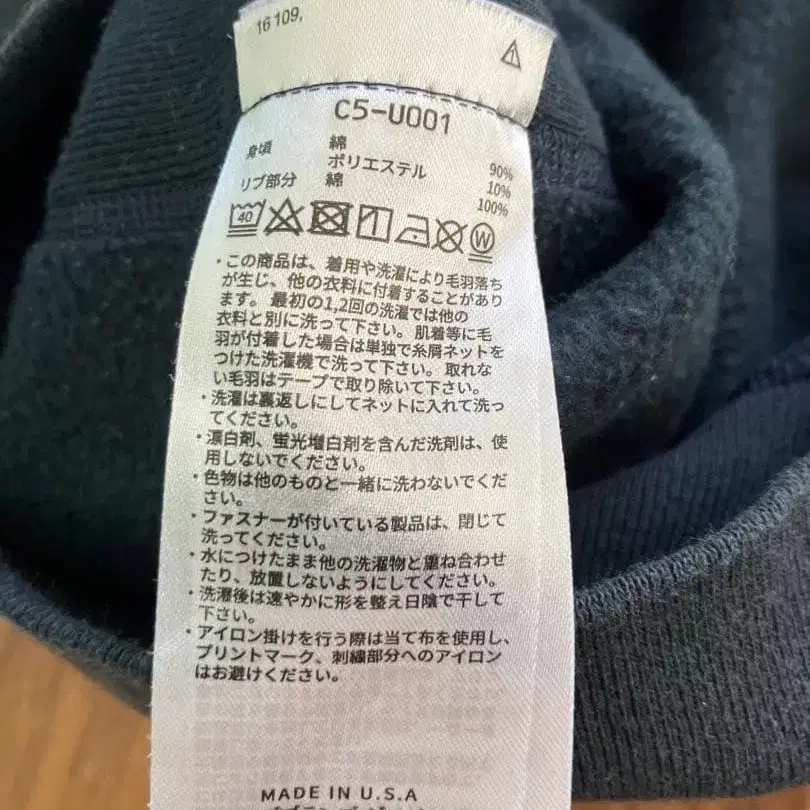 16 109,
C5-U001
身頃 綿 90%
ポリエステル 10%
リブ部分 綿 100%
40
W
・この商品は、着用や洗濯により毛羽落ち
が生じ、他の衣料に付着することがあり
ます。最初の1,2回の洗濯では他の
衣料と別に洗って下さい。肌着等に毛
羽が付着した場合は単独で糸屑ネットを
つけた洗濯機で洗って下さい。取れな
い毛羽はテープで取り除いて下さい。
・洗濯は裏返しにしてネットに入れて洗っ
てください。
・漂白剤、蛍光増白剤を含んだ洗剤は、使
用しないでください。
・色物は他のものと一緒に洗わないでくだ
さい。
・ファスナーが付いている製品は、閉じて
洗ってください。
・水につけたまま他の洗濯物と重ね合わせ
たり、放置しないようにしてください。
・洗濯後は速やかに形を整え日陰で干して
下さい。
・アイロン掛けを行う際は当て布を使用し、
プリントマーク、刺繍部分へのアイロン
はお避けください。
MADE IN U.S.A